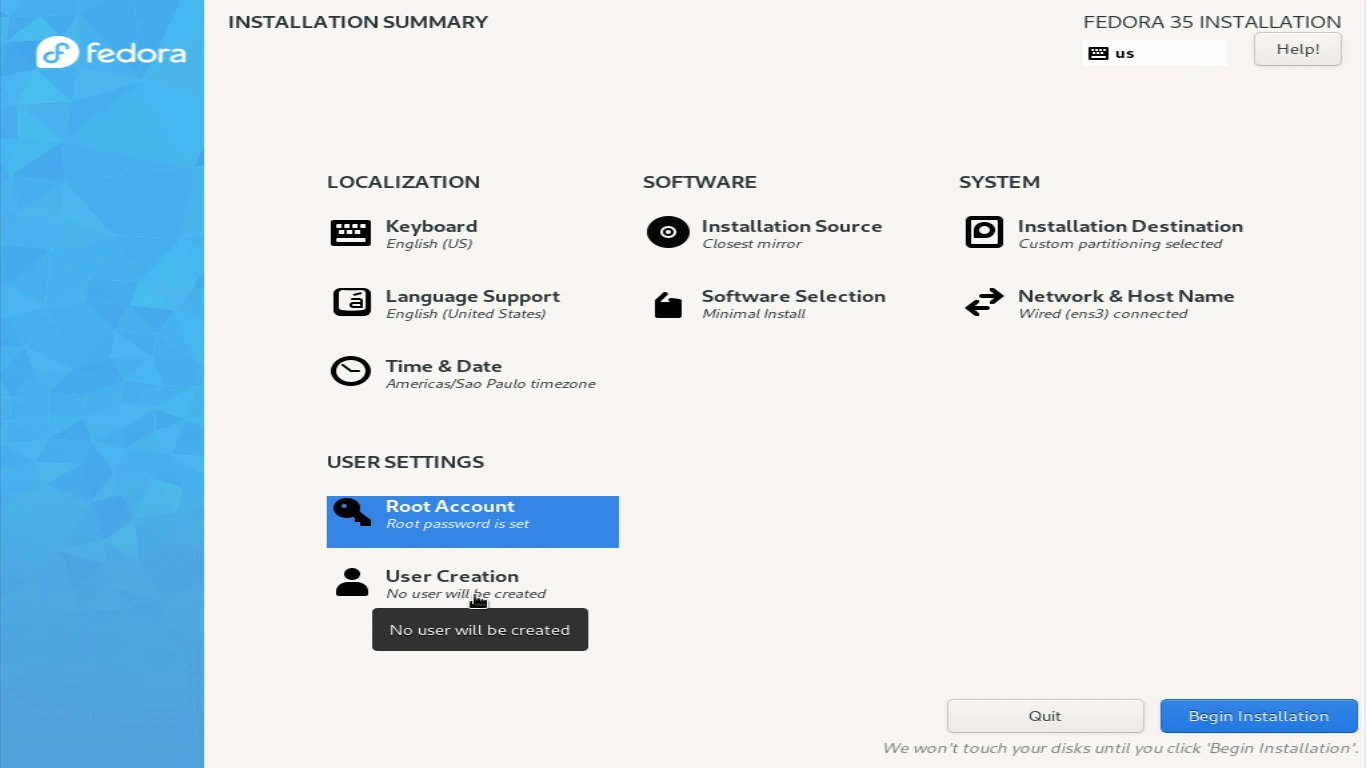 INSTALLATION SUMMARY
FEDORA 35 INSTALLATION
fedora
us
Help!
LOCALIZATION
Keyboard
English (US)
Language Support
English (United States)
Time & Date
Americas/Sao Paulo timezone
SOFTWARE
Installation Source
Closest mirror
Software Selection
Minimal Install
SYSTEM
Installation Destination
Custom partitioning selected
Network & Host Name
Wired (ens3) connected
USER SETTINGS
Root Account
Root password is set
User Creation
No user will be created
No user will be created
Quit
Begin Installation
We won't touch your disks until you click 'Begin Installation'.